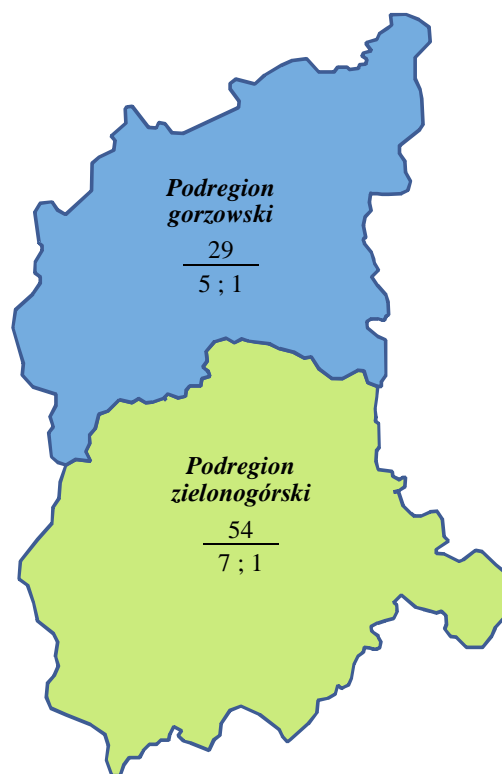 Podregion
gorzowski
29
5 ; 1
Podregion
zielonogórski
54
7 ; 1